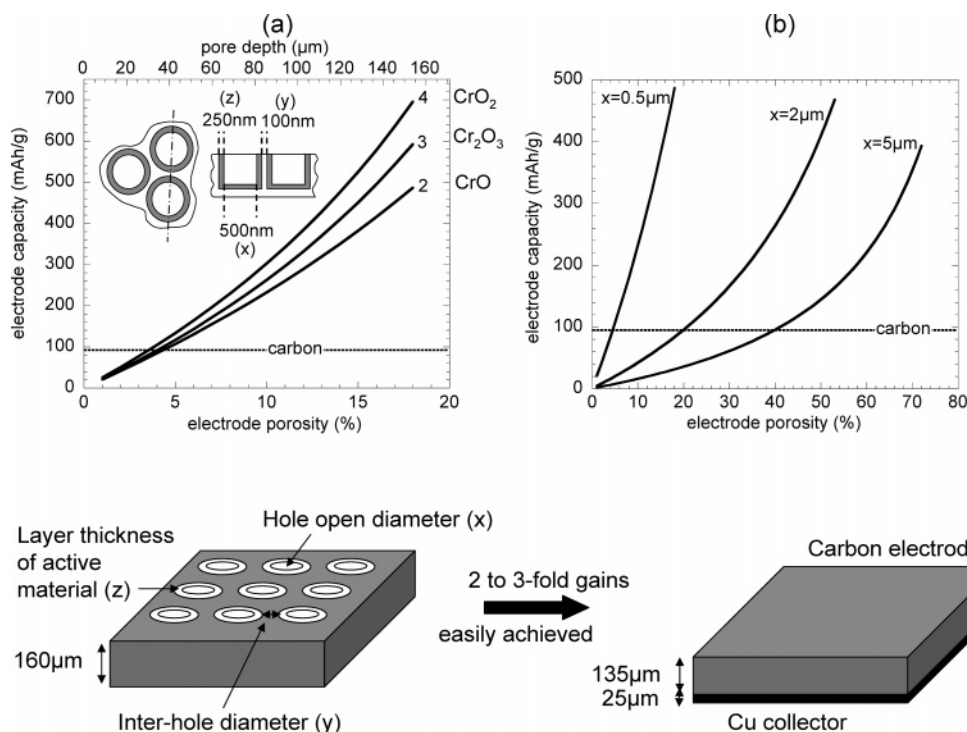 (a)
pore depth (µm)
0 20 40 60 80 100 120 140 160
electrode capacity (mAh/g)
700
600
500
400
300
200
100
0
0 5 10 15 20
electrode porosity (%)
(z)
250nm
(y)
100nm
500nm
(x)
4 CrO2
3 Cr2O3
2 CrO
carbon
(b)
electrode capacity (mAh/g)
500
400
300
200
100
0
0 10 20 30 40 50 60 70 80
electrode porosity (%)
x=0.5µm
x=2µm
x=5µm
carbon
Hole open diameter (x)
Layer thickness
of active
material (z)
160µm
Inter-hole diameter (y)
2 to 3-fold gains
easily achieved
Carbon electrod
135µm
25µm
Cu collector